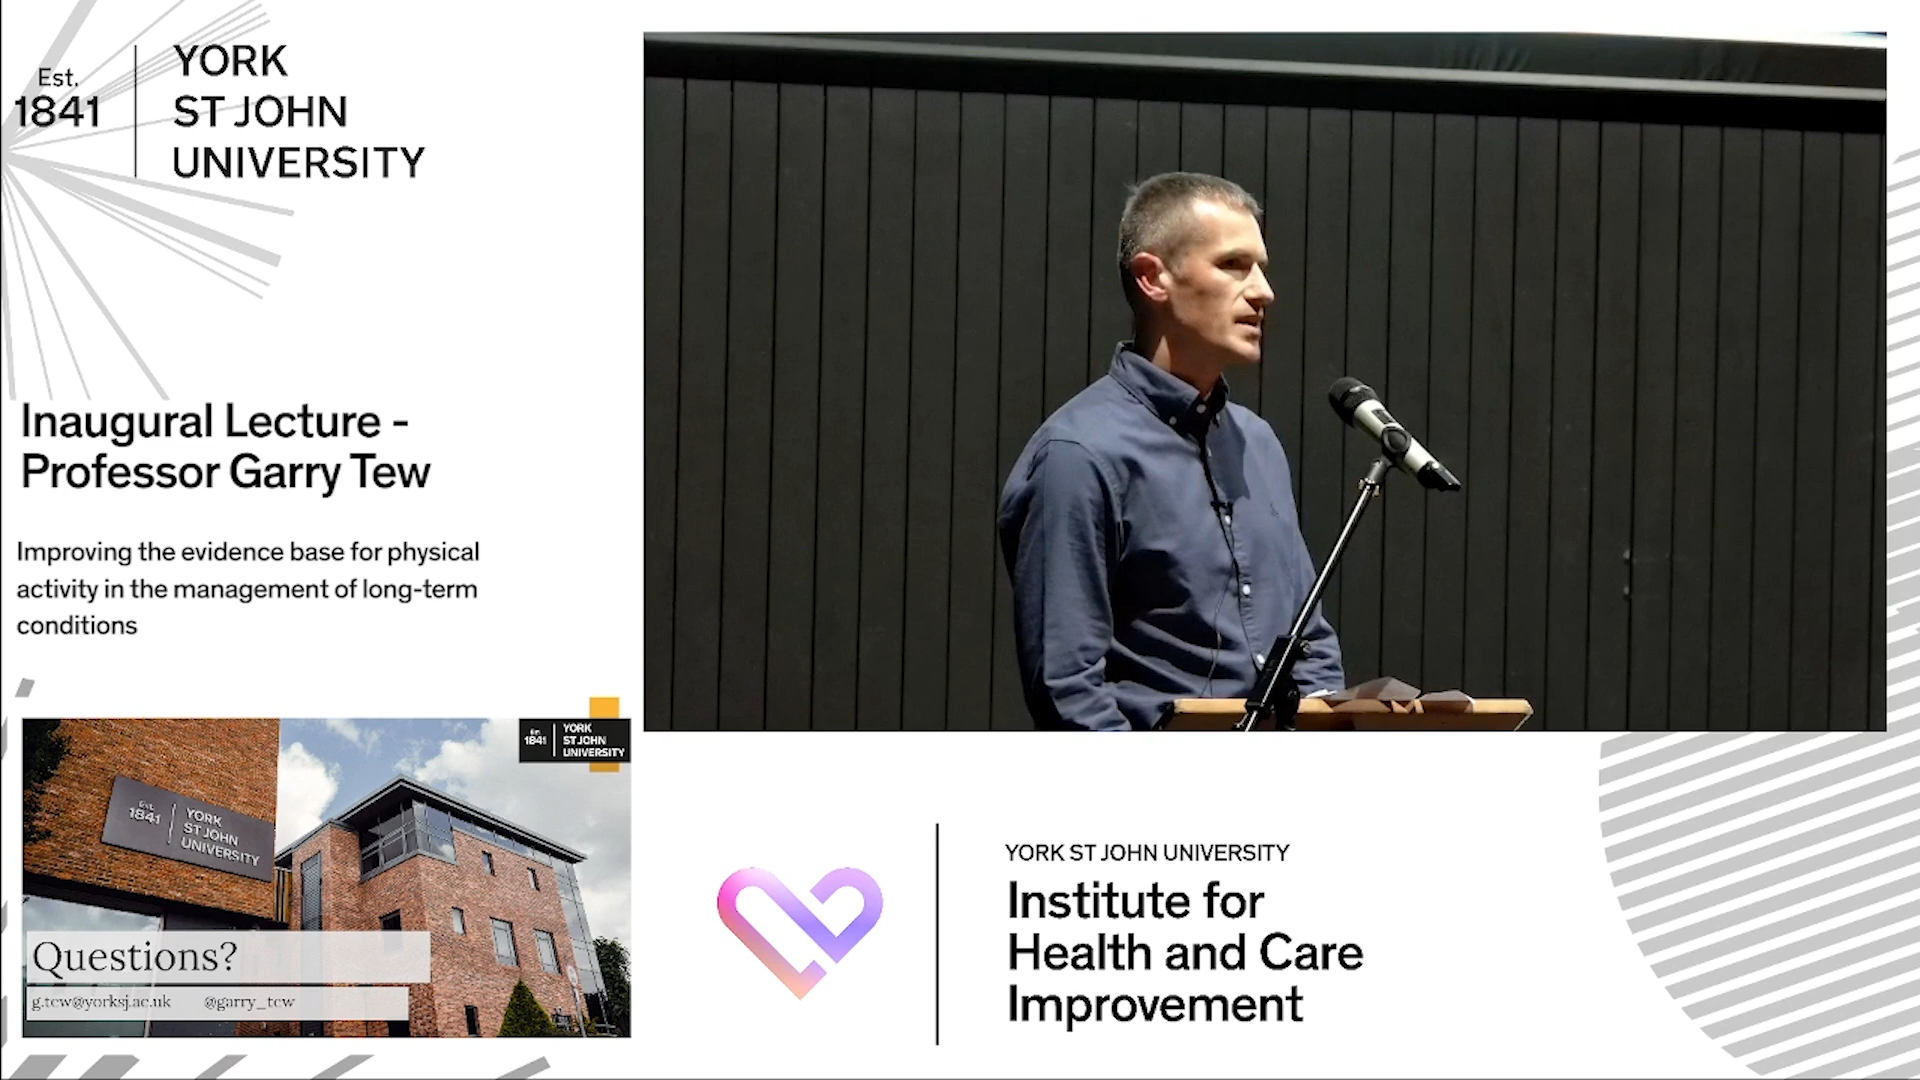 Est.
1841
YORK
ST JOHN
UNIVERSITY
Inaugural Lecture -
Professor Garry Tew
Improving the evidence base for physical
activity in the management of long-term
conditions
Est.
1841
YORK
ST JOHN
UNIVERSITY
Est.
1841
YORK
ST JOHN
UNIVERSITY
Questions?
g.tew@yorksj.ac.uk @garry_tew
YORK ST JOHN UNIVERSITY
Institute for
Health and Care
Improvement